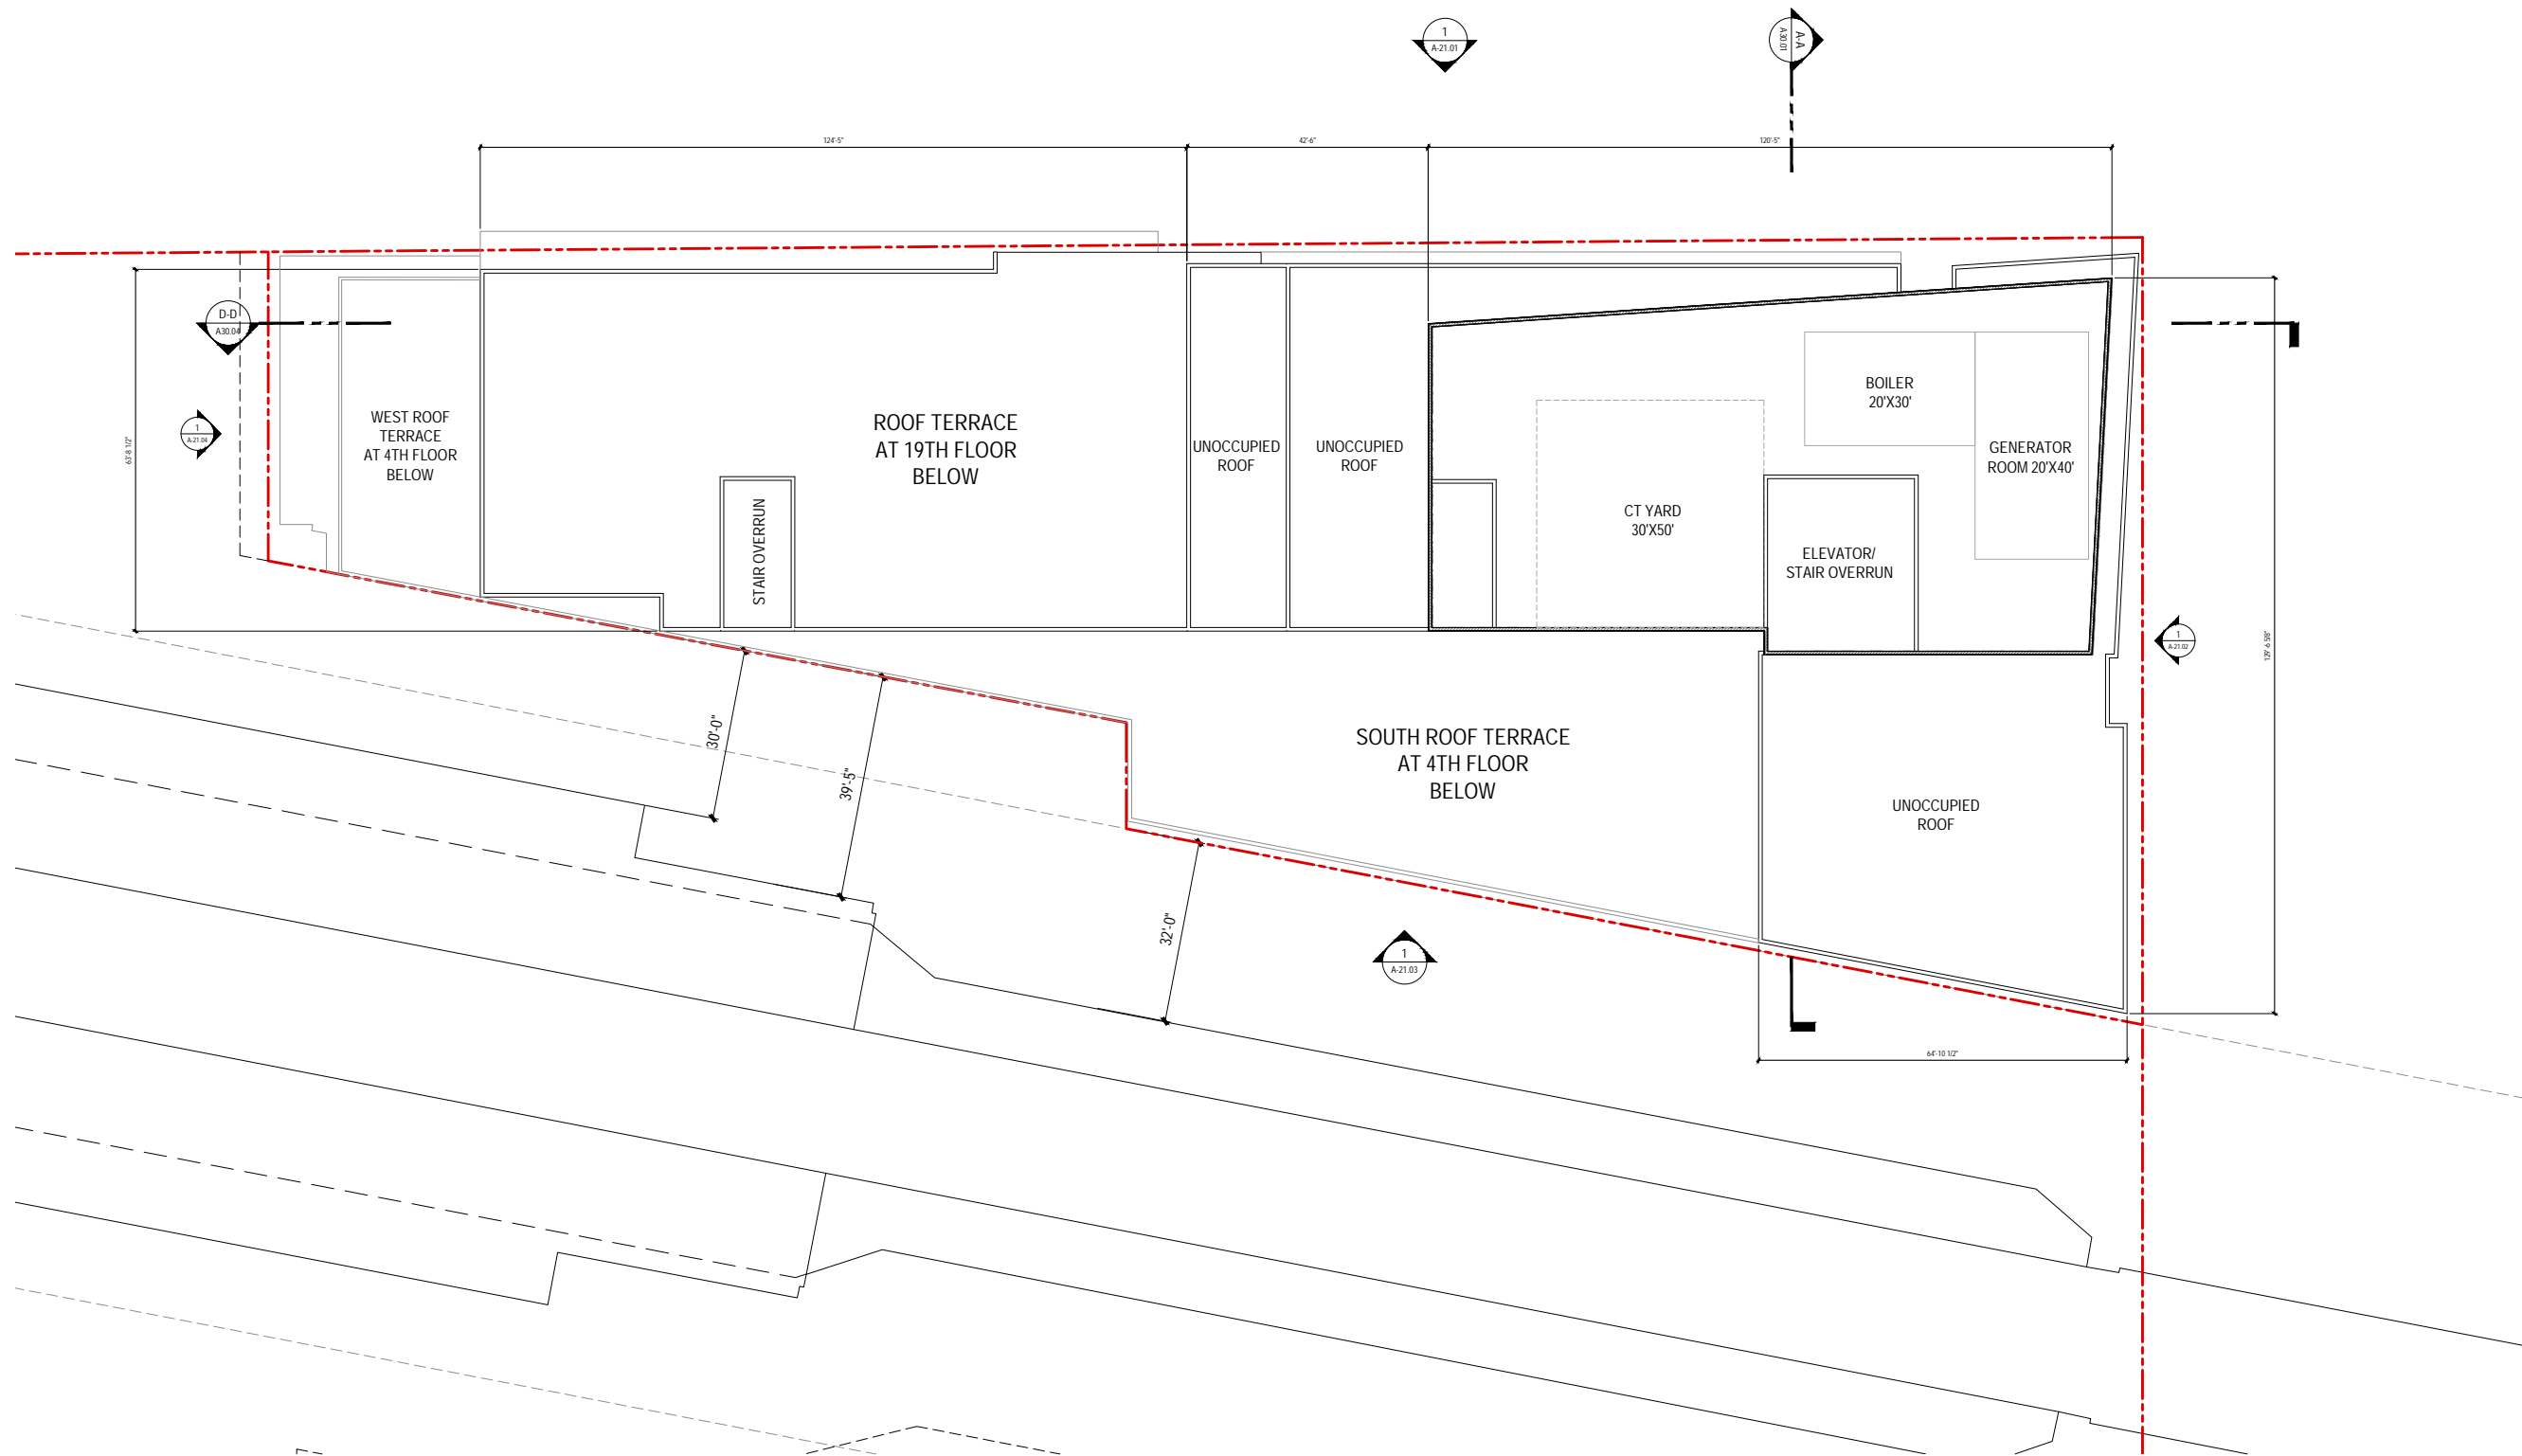 1
A-21.01
A-A
A30.01
124'-5"
42'-6"
120'-5"
D-D
A30.04
1
A-21.04
63'-8 1/2"
WEST ROOF
TERRACE
AT 4TH FLOOR
BELOW
ROOF TERRACE
AT 19TH FLOOR
BELOW
STAIR OVERRUN
UNOCCUPIED
ROOF
UNOCCUPIED
ROOF
BOILER
20'X30'
GENERATOR
ROOM 20'X40'
CT YARD
30'X50'
ELEVATOR/
STAIR OVERRUN
1
A-21.02
129'-6 5/8"
30'-0"
39'-5"
32'-0"
SOUTH ROOF TERRACE
AT 4TH FLOOR
BELOW
UNOCCUPIED
ROOF
1
A-21.03
64'-10 1/2"